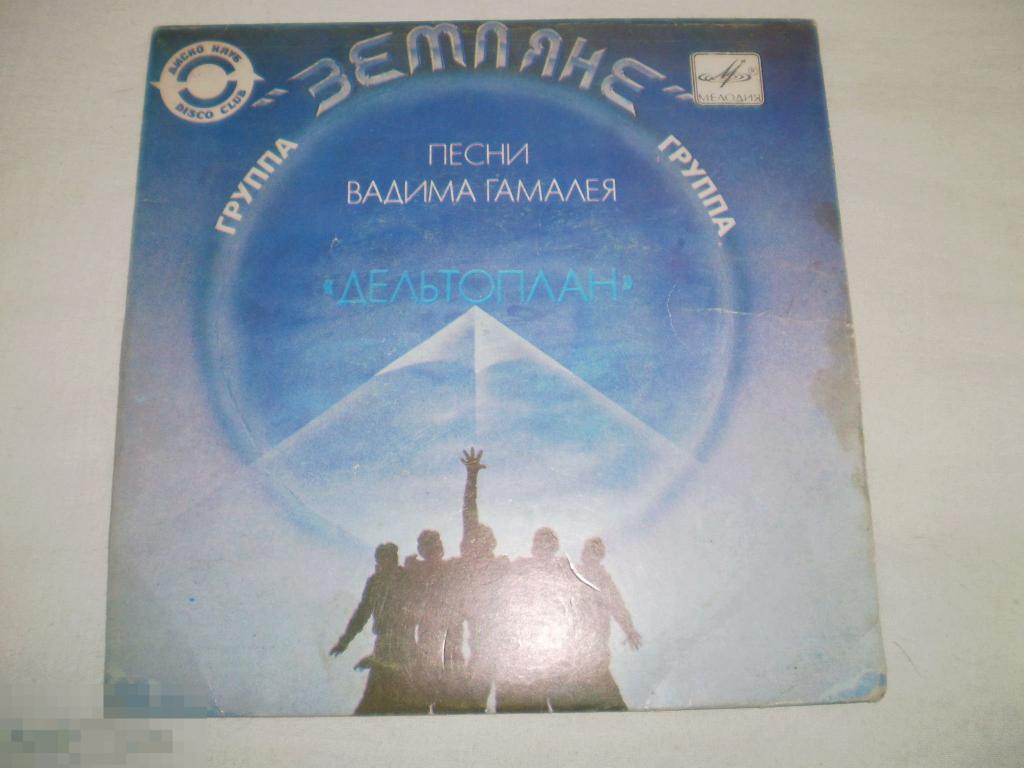 ДИСКО КЛУБ
DISCO CLUB
"ЗЕМЛЯНЕ"
МЕЛОДИЯ
ГРУППА
ГРУППА
ПЕСНИ
ВАДИМА ГАМАЛЕЯ
«ДЕЛЬТОПЛАН»